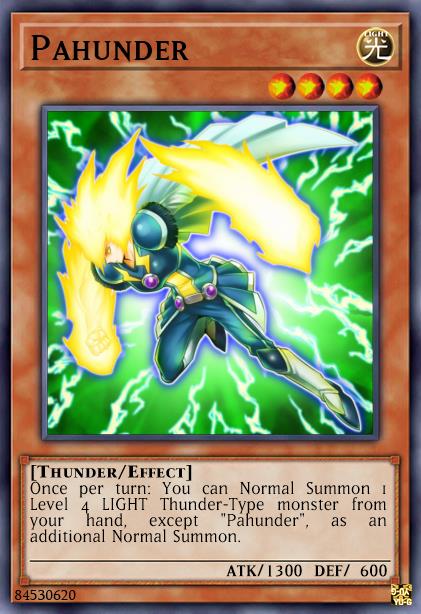 PAHUNDER
LIGHT
光
[THUNDER/EFFECT]
Once per turn: You can Normal Summon 1
Level 4 LIGHT Thunder-Type monster from
your hand, except "Pahunder", as an
additional Normal Summon.
ATK/1300 DEF/ 600
84530620